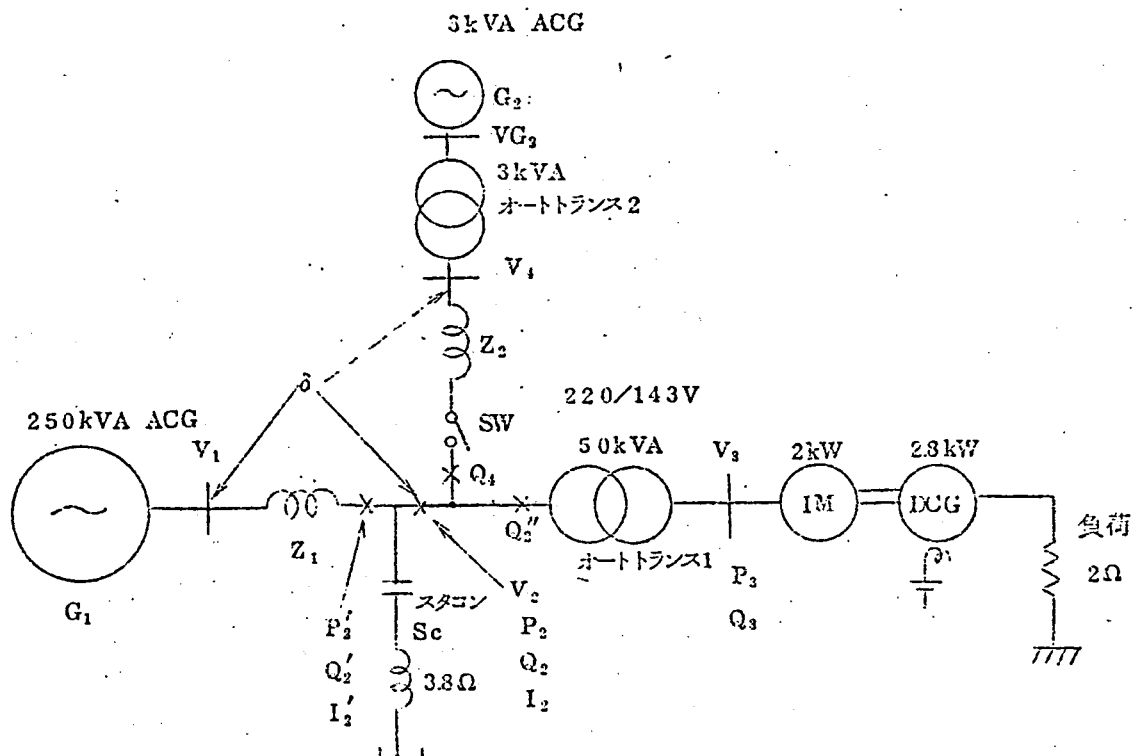 3kVA ACG
G₂
VG₃
3kVA
オートトランス2
V₄
Z₂
δ
220/143V
250kVA ACG
SW
50kVA
V₁
V₃
2kW
2.8kW
Q₄
IM
DCG
Q₂''
負荷
Z₁
オートトランス1
2Ω
P₃
スタコン
V₂
G₁
P₂'
Sc
P₂
Q₃
Q₂'
3.8Ω
Q₂
I₂'
I₂